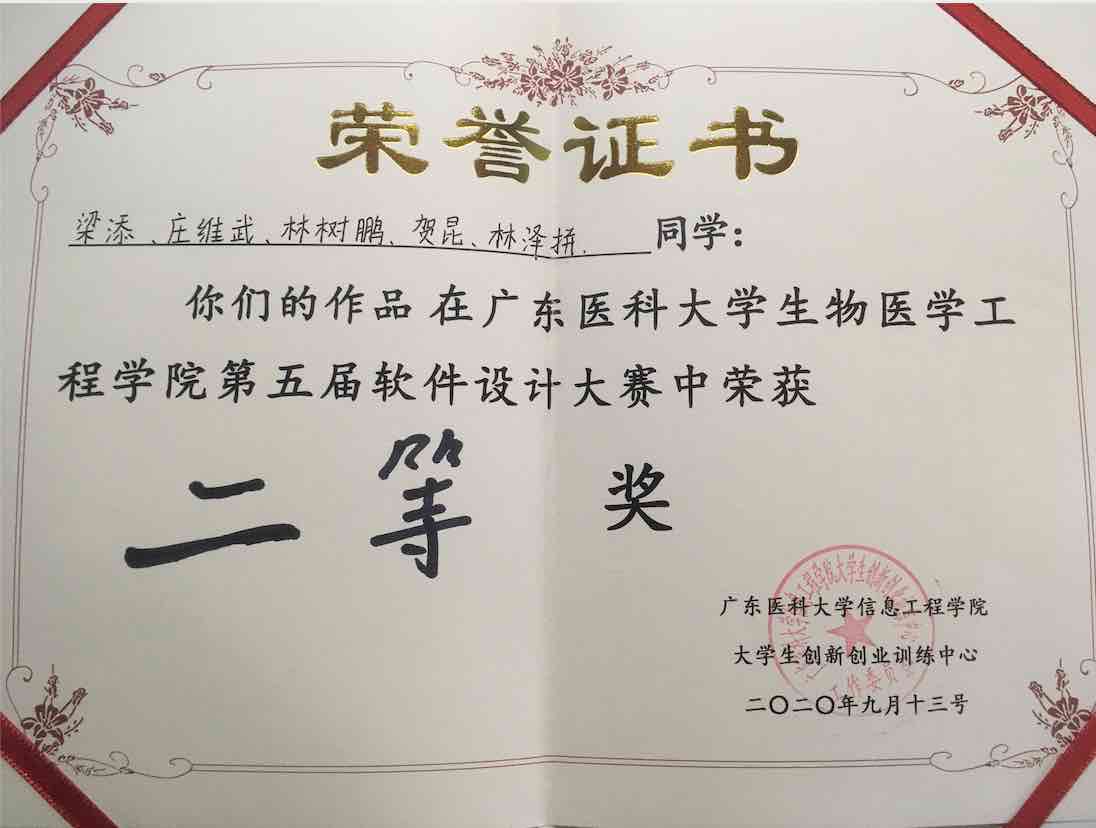 荣誉证书
梁添、庄维武、林树鹏、贺昆、林泽拼. 同学:
你们的作品在广东医科大学生物医学工
程学院第五届软件设计大赛中荣获
二等 奖
广东医科大学信息工程学院
大学生创新创业训练中心
二〇二〇年九月十三号